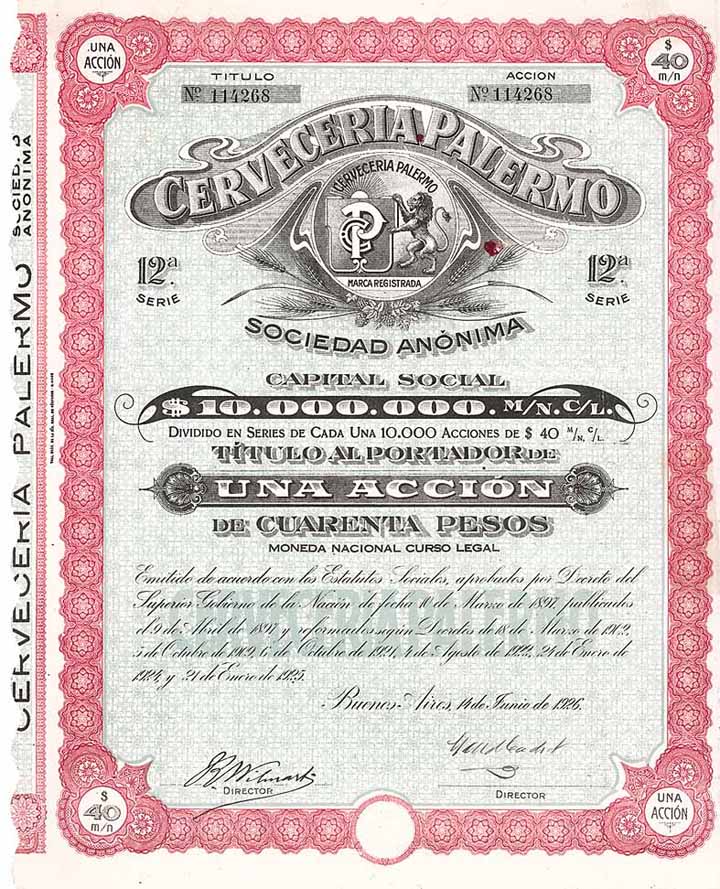 .UNA ACCIÓN
$ 40 m/n
TITULO
Nº 114268
ACCION
Nº 114268
CERVECERIA PALERMO
CERVECERIA PALERMO
MARCA REGISTRADA
12ª. SERIE
12ª. SERIE
SOCIEDAD ANÓNIMA
CAPITAL SOCIAL
$ 10.000.000. M/N. C/L.
DIVIDIDO EN SERIES DE CADA UNA 10.000 ACCIONES DE $ 40 M/N, C/L.
TÍTULO AL PORTADOR DE
UNA ACCIÓN
DE CUARENTA PESOS
MONEDA NACIONAL CURSO LEGAL
CERVECERIA PALERMO
Emitido de acuerdo con los Estatutos Sociales, aprobados por Decreto del
Superior Gobierno de la Nación de fecha 10 de Marzo de 1897, publicados
el 9 de Abril de 1897 y reformados según Decretos de 18 de Marzo de 1902,
5 de Octubre de 1909, 6 de Octubre de 1921, 4 de Agosto de 1922, 24 de Enero de
1924, y 21 de Enero de 1925.
Buenos Aires, 14 de Junio de 1926.
DIRECTOR
DIRECTOR
$ 40 m/n
UNA ACCIÓN
CERVECERIA PALERMO SOCIED.D ANÓNIMA